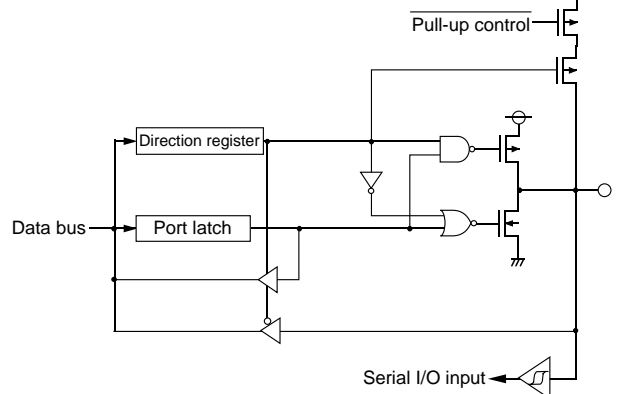 Pull-up control
Direction register
Data bus
Port latch
Serial I/O input